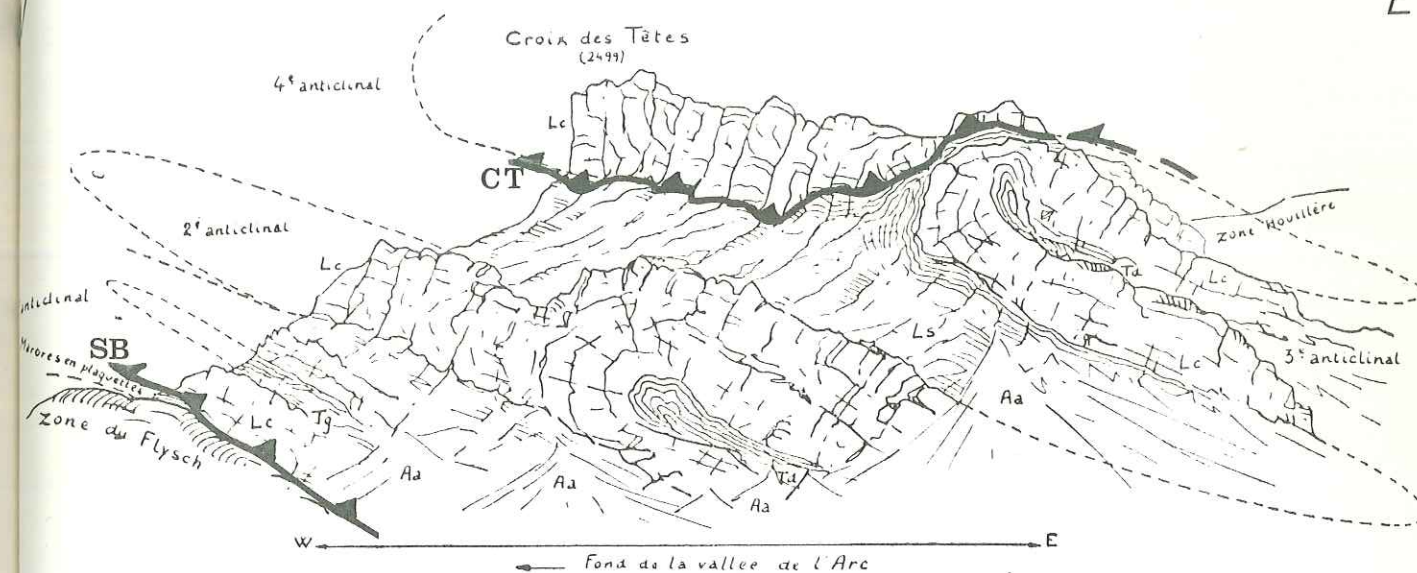 Croix des Têtes
(2499)
4e anticlinal
Lc
CT
2e anticlinal
Lc
Zone Houillère
Td
Lc
anticlinal
SB
Marbres en plaquettes
Zone du Flysch
Lc
Tg
Ls
Lc
3e anticlinal
Aa
Aa
Aa
Td
Aa
W
E
Fond de la vallée de l'Arc